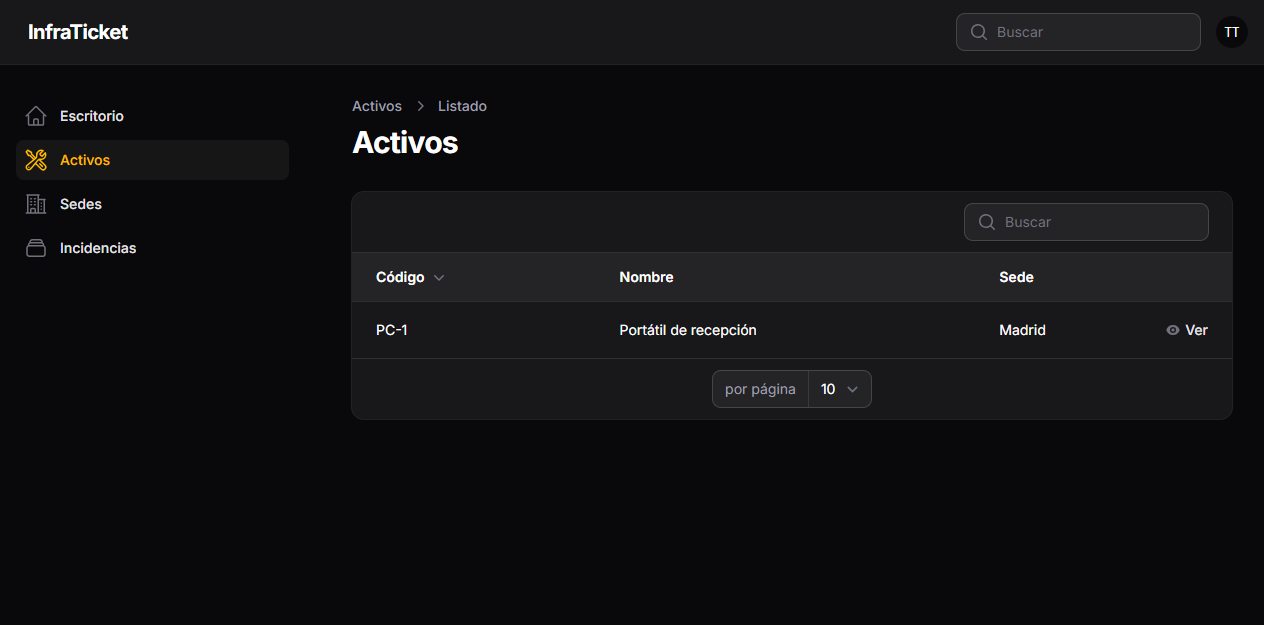 InfraTicket
Buscar
TT
Escritorio
Activos
Sedes
Incidencias
Activos > Listado
Activos
Buscar
Código Nombre Sede
PC-1 Portátil de recepción Madrid Ver
por página 10